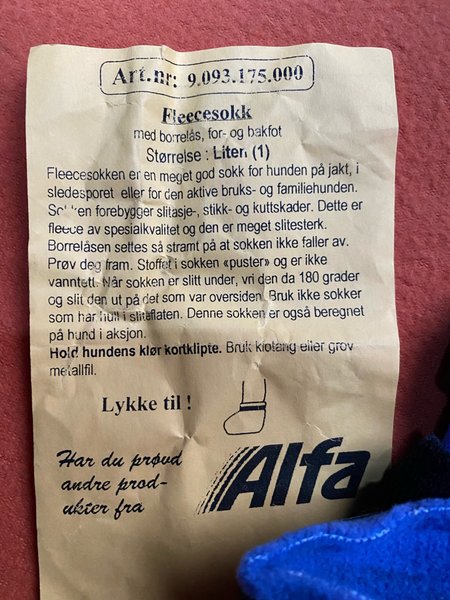 Art.nr: 9.093.175.000
Fleecesokk
med borrelås, for- og bakfot
Størrelse : Liten (1)
Fleecesokken er en meget god sokk for hunden på jakt, i
sledesporet eller for den aktive bruks- og familiehunden.
Sokken forebygger slitasje-, stikk- og kuttskader. Dette er
fleece av spesialkvalitet og den er meget slitesterk.
Borrelåsen settes så stramt på at sokken ikke faller av.
Prøv deg fram. Stoffet i sokken «puster» og er ikke
vanntett. Når sokken er slitt under, vri den da 180 grader
og slit den ut på det som var oversiden. Bruk ikke sokker
som har hull i sliteflaten. Denne sokken er også beregnet
på hund i aksjon.
Hold hundens klør kortklipte. Bruk klotang eller grov
metallfil.
Lykke til !
Har du prøvd
andre prod-
ukter fra
Alfa